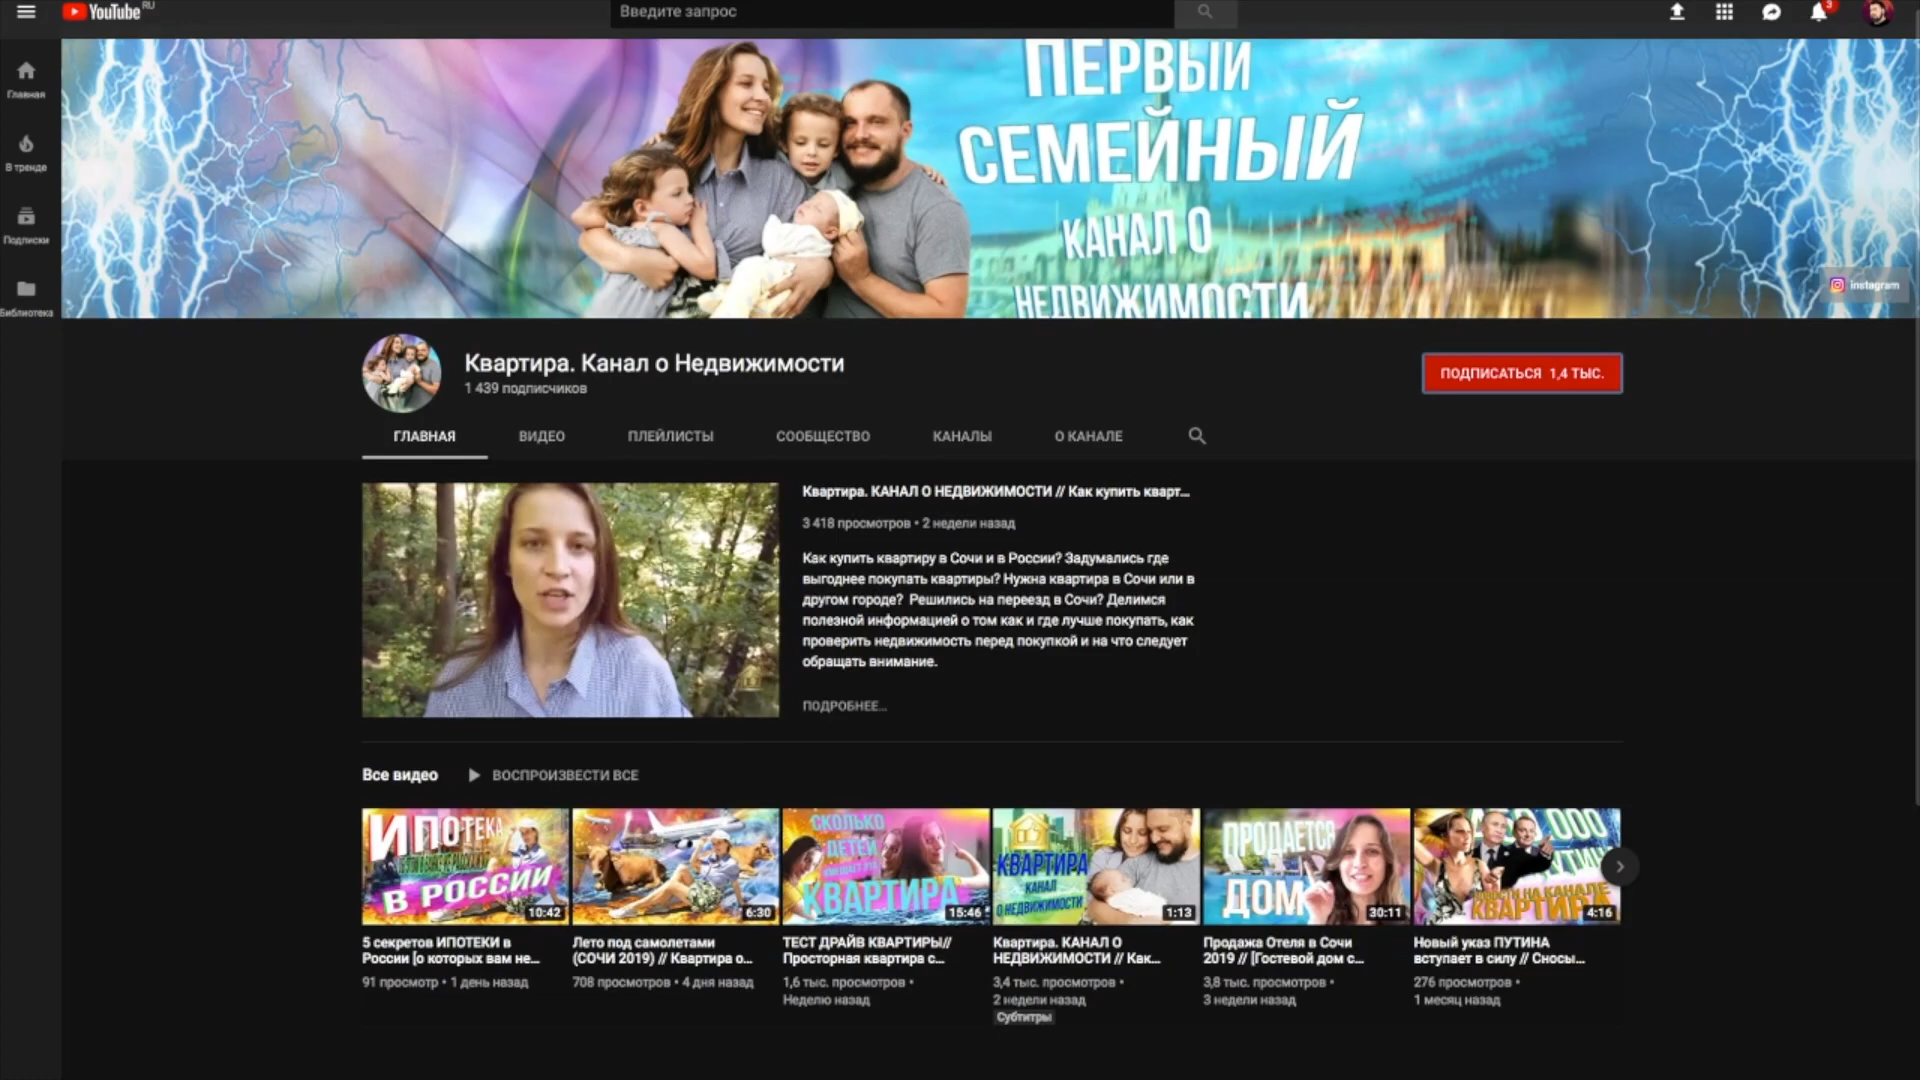 YouTube RU
Введите запрос
3
Главная
В тренде
Подписки
Библиотека
ПЕРВЫЙ
СЕМЕЙНЫЙ
КАНАЛ О
НЕДВИЖИМОСТИ
instagram
Квартира. Канал о Недвижимости
1 439 подписчиков
ПОДПИСАТЬСЯ 1,4 ТЫС.
ГЛАВНАЯ ВИДЕО ПЛЕЙЛИСТЫ СООБЩЕСТВО КАНАЛЫ О КАНАЛЕ
Квартира. КАНАЛ О НЕДВИЖИМОСТИ // Как купить кварт...
3 418 просмотров • 2 недели назад
Как купить квартиру в Сочи и в России? Задумались где
выгоднее покупать квартиры? Нужна квартира в Сочи или в
другом городе? Решились на переезд в Сочи? Делимся
полезной информацией о том как и где лучше покупать, как
проверить недвижимость перед покупкой и на что следует
обращать внимание.
ПОДРОБНЕЕ...
Все видео ВОСПРОИЗВЕСТИ ВСЕ
ИПОТЕКА
В РОССИИ
10:42
5 секретов ИПОТЕКИ в
России [о которых вам не...
91 просмотр • 1 день назад
6:30
Лето под самолетами
(СОЧИ 2019) // Квартира о...
708 просмотров • 4 дня назад
СКОЛЬКО
ДЕТЕЙ
КВАРТИРА
15:46
ТЕСТ ДРАЙВ КВАРТИРЫ//
Просторная квартира с...
1,6 тыс. просмотров •
Неделю назад
КВАРТИРА
КАНАЛ
О НЕДВИЖИМОСТИ
1:13
Квартира. КАНАЛ О
НЕДВИЖИМОСТИ // Как...
3,4 тыс. просмотров •
2 недели назад
Субтитры
ПРОДАЕТСЯ
ДОМ
30:11
Продажа Отеля в Сочи
2019 // [Гостевой дом с...
3,8 тыс. просмотров •
3 недели назад
НА КАНАЛЕ
4:16
Новый указ ПУТИНА
вступает в силу // Сносы...
276 просмотров •
1 месяц назад